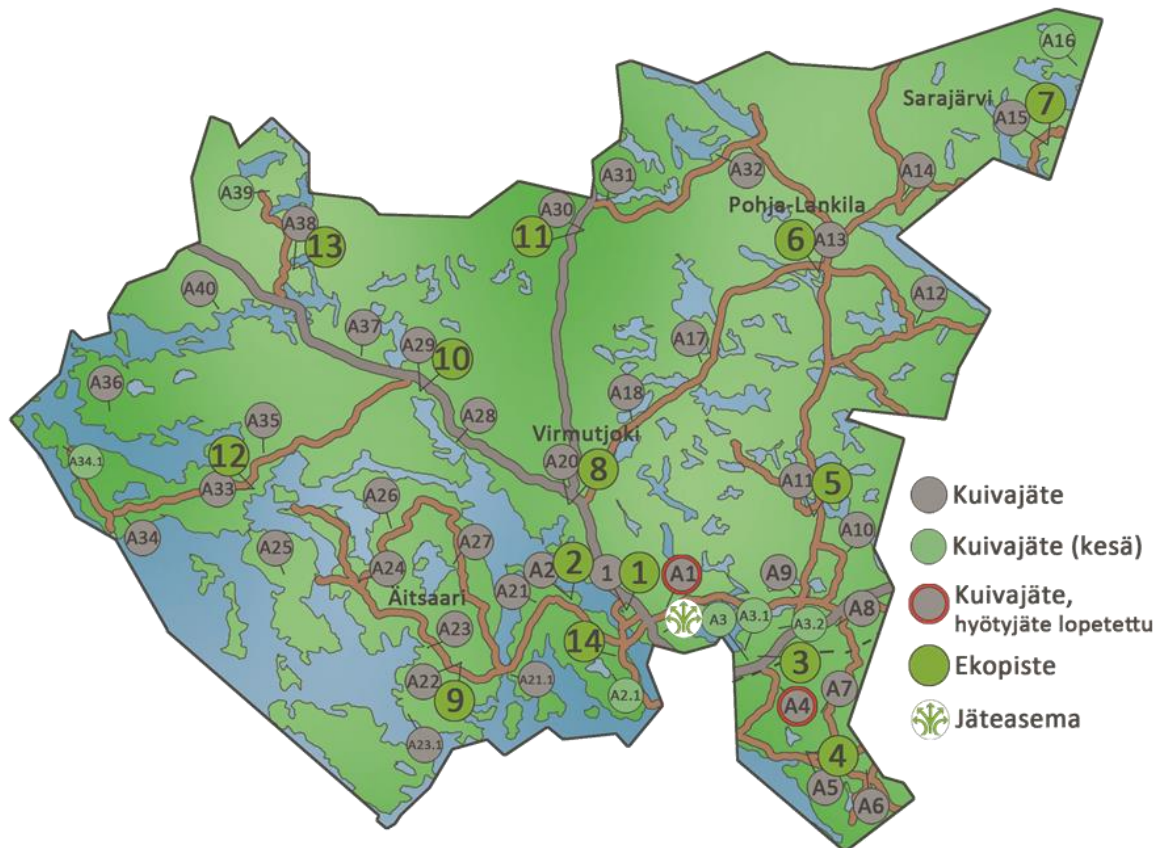 A16
Sarajärvi
7
A15
A31
A32
A14
A39
Pohja-Lankila
A30
A38
11
13
6
A13
A40
A12
A37
A29
10
A17
A36
A18
A28
A35
Virmutjoki
12
A20
8
A34.1
A33
A11
5
A26
A34
A25
A27
A10
A24
2
A2
1
1
A1
A9
Äitsaari
A21
A3
A3.1
A3.2
A8
A23
14
3
A22
9
A21.1
A2.1
A7
A4
A23.1
4
A5
A6
Kuivajäte
Kuivajäte (kesä)
Kuivajäte,
hyötyjäte lopetettu
Ekopiste
Jäteasema